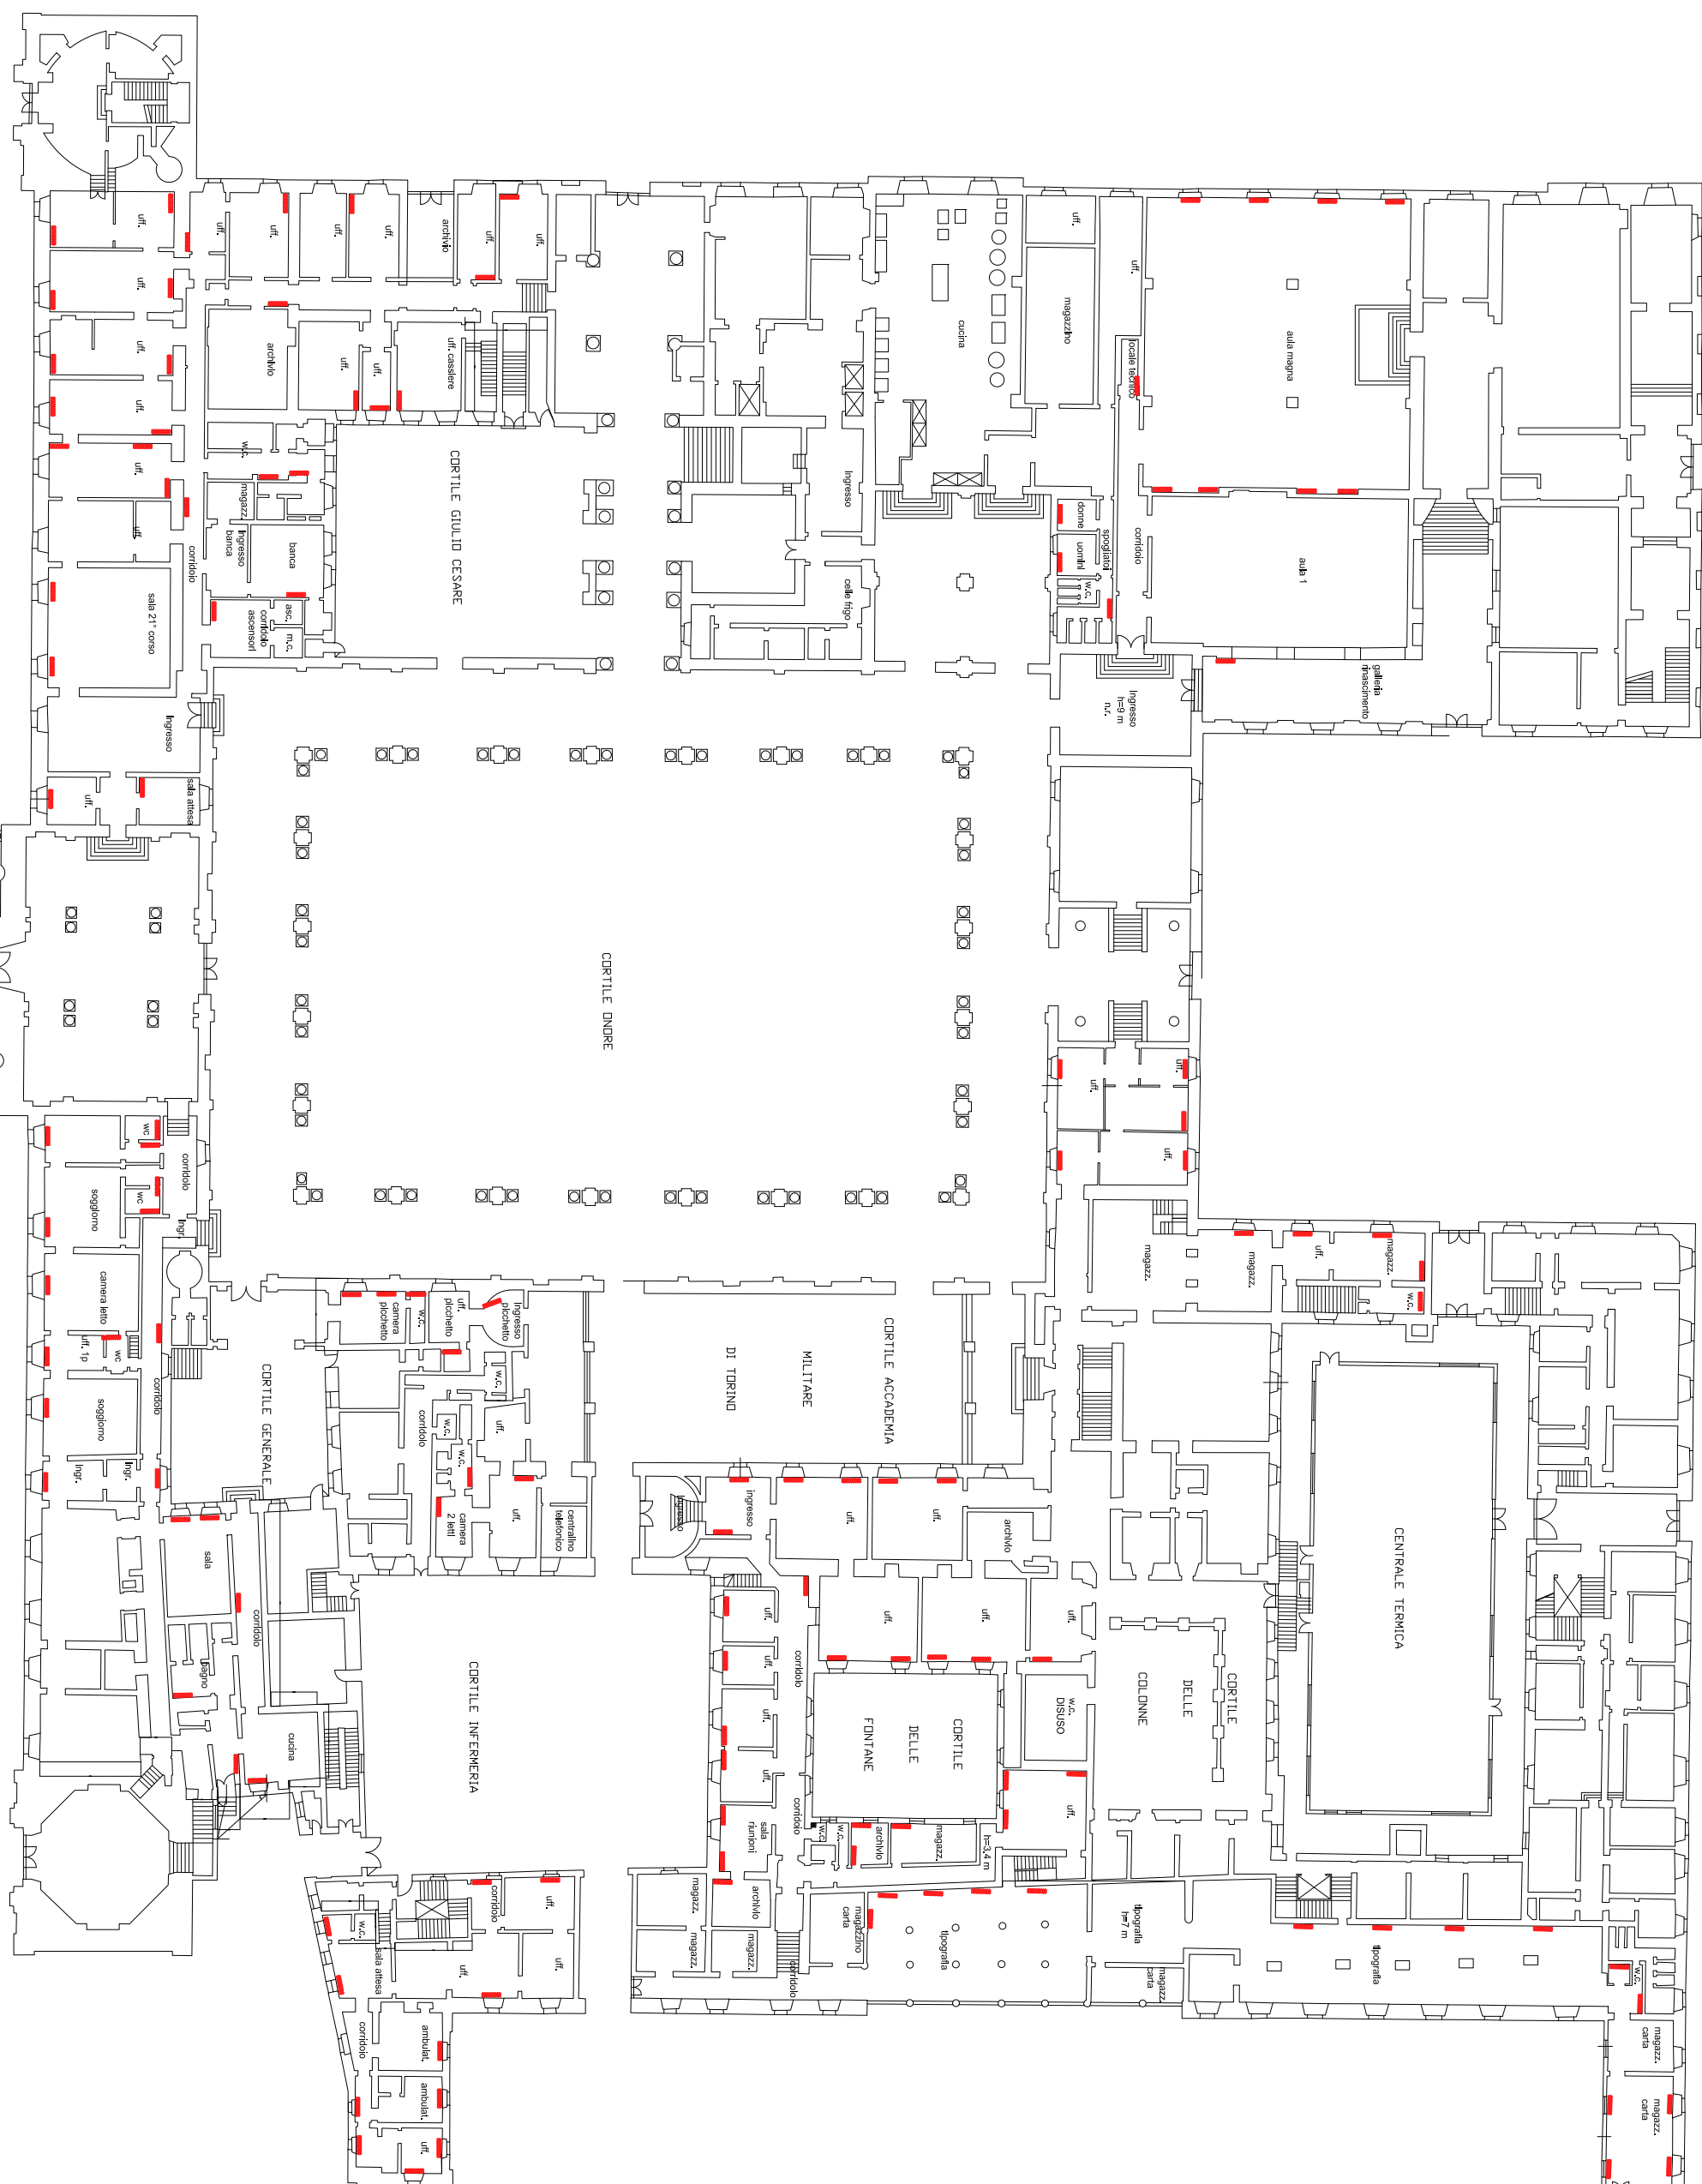 uff.
uff.
uff.
uff.
uff.
uff
sala 21° corso
Ingresso
uff.
sala attesa
corridoio
uff.
uff.
uff.
uff.
archivio
uff.
uff.
archivio
uff.
uff.
uff. cassiere
w.c.
magazz.
Ingresso
banca
banca
asc.
m.c.
corridoio
ascensori
CORTILE GIULIO CESARE
Ingresso
celle frigo
cucina
uff.
magazzino
uff.
locale tecnico
donne
uomini
spogliatoi
w.c.
corridoio
aula magna
aula 1
galleria
rinascimento
Ingresso
h=9 m
n.r.
CORTILE ONORE
uff.
uff.
uff.
magazz.
magazz.
uff.
magazz.
w.c.
wc
wc
corridoio
soggiorno
Ingr.
camera letto
uff. 1p
wc
soggiorno
corridoio
Ingr.
Ingr.
CORTILE GENERALE
camera
picchetto
w.c.
uff.
picchetto
Ingresso
picchetto
w.c.
corridoio
w.c.
w.c.
uff.
uff.
camera
2 letti
centralino
telefonico
CORTILE ACCADEMIA
MILITARE
DI TORINO
Ingresso
ingresso
uff.
uff.
archivio
CENTRALE TERMICA
sala
corridoio
bagno
cucina
CORTILE INFERMERIA
uff.
uff.
uff.
uff.
corridoio
corridoio
sala
riunioni
uff.
uff.
uff.
w.c.
DISUSO
uff.
CORTILE
DELLE
FONTANE
CORTILE
DELLE
COLONNE
w.c.
w.c.
archivio
magazz.
h=3,4 m
magazz.
archivio
magazz.
magazz.
corridoio
magazzino
carta
tipografia
tipografia
h=7 m
magazz.
carta
tipografia
w.c.
magazz.
carta
magazz.
carta
corridoio
uff.
w.c.
sala attesa
uff.
uff.
corridoio
ambulat.
ambulat.
uff.